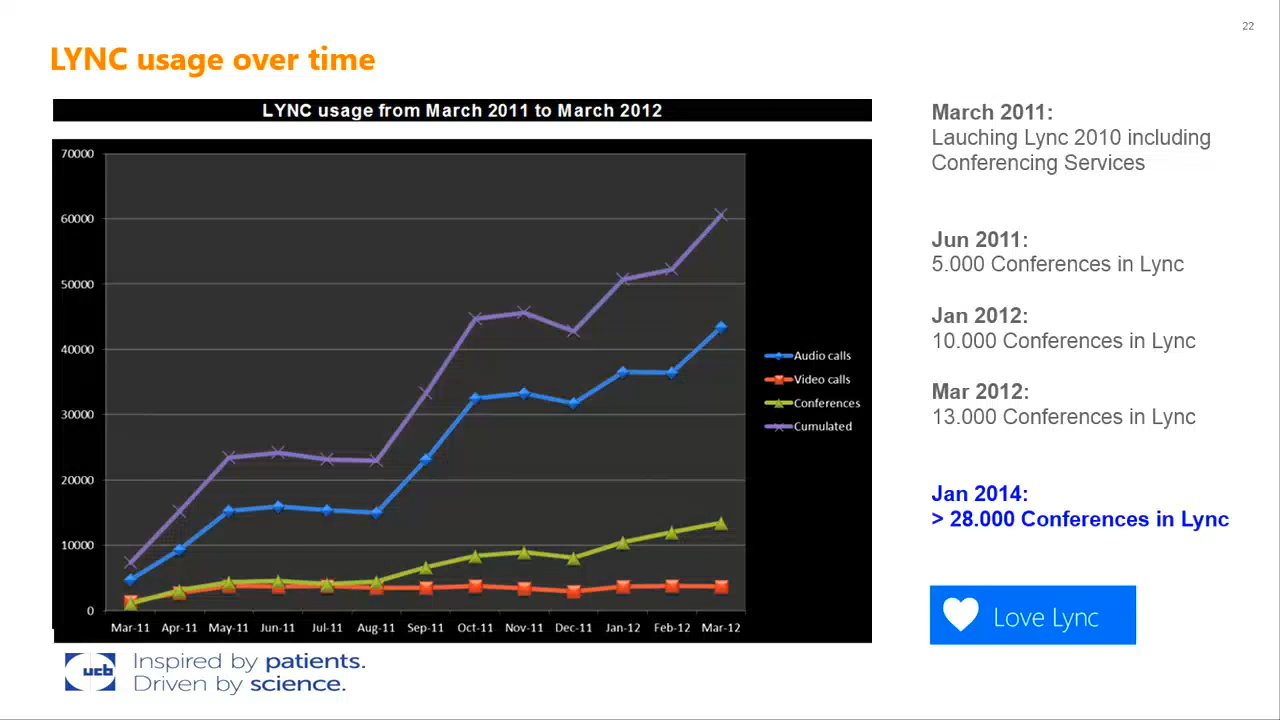 22
LYNC usage over time
LYNC usage from March 2011 to March 2012
70000
60000
50000
40000
30000
20000
10000
0
Mar-11 Apr-11 May-11 Jun-11 Jul-11 Aug-11 Sep-11 Oct-11 Nov-11 Dec-11 Jan-12 Feb-12 Mar-12
Audio calls
Video calls
Conferences
Cumulated
March 2011:
Lauching Lync 2010 including
Conferencing Services
Jun 2011:
5.000 Conferences in Lync
Jan 2012:
10.000 Conferences in Lync
Mar 2012:
13.000 Conferences in Lync
Jan 2014:
> 28.000 Conferences in Lync
Love Lync
ucb
Inspired by patients.
Driven by science.